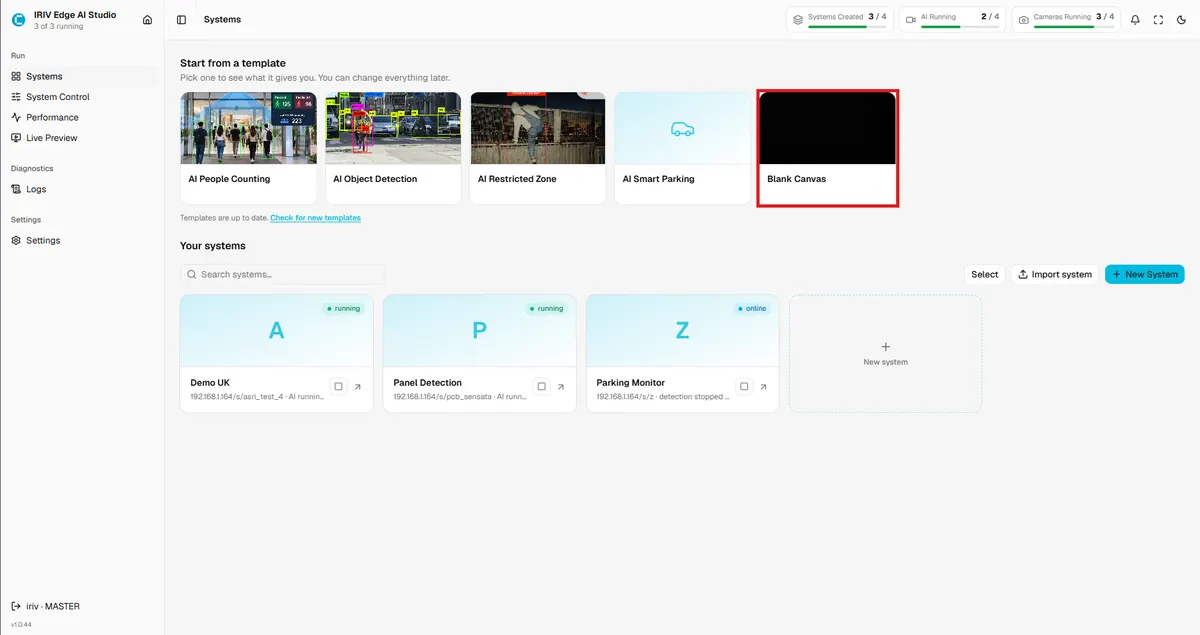 IRIV Edge AI Studio
3 of 3 running
Run
Systems
System Control
Performance
Live Preview
Diagnostics
Logs
Settings
Settings
iriv · MASTER
v1.0.44
Systems
Systems Created 3 / 4
AI Running 2 / 4
Cameras Running 3 / 4
Start from a template
Pick one to see what it gives you. You can change everything later.
125
98
223
AI People Counting
AI Object Detection
AI Restricted Zone
AI Smart Parking
Blank Canvas
Templates are up to date. Check for new templates
Your systems
Search systems...
Select
Import system
+ New System
running
A
Demo UK
192.168.1.164/s/asri_test_4 · AI runnin...
running
P
Panel Detection
192.168.1.164/s/pcb_sensata · AI runn...
online
Z
Parking Monitor
192.168.1.164/s/z · detection stopped ...
+
New system